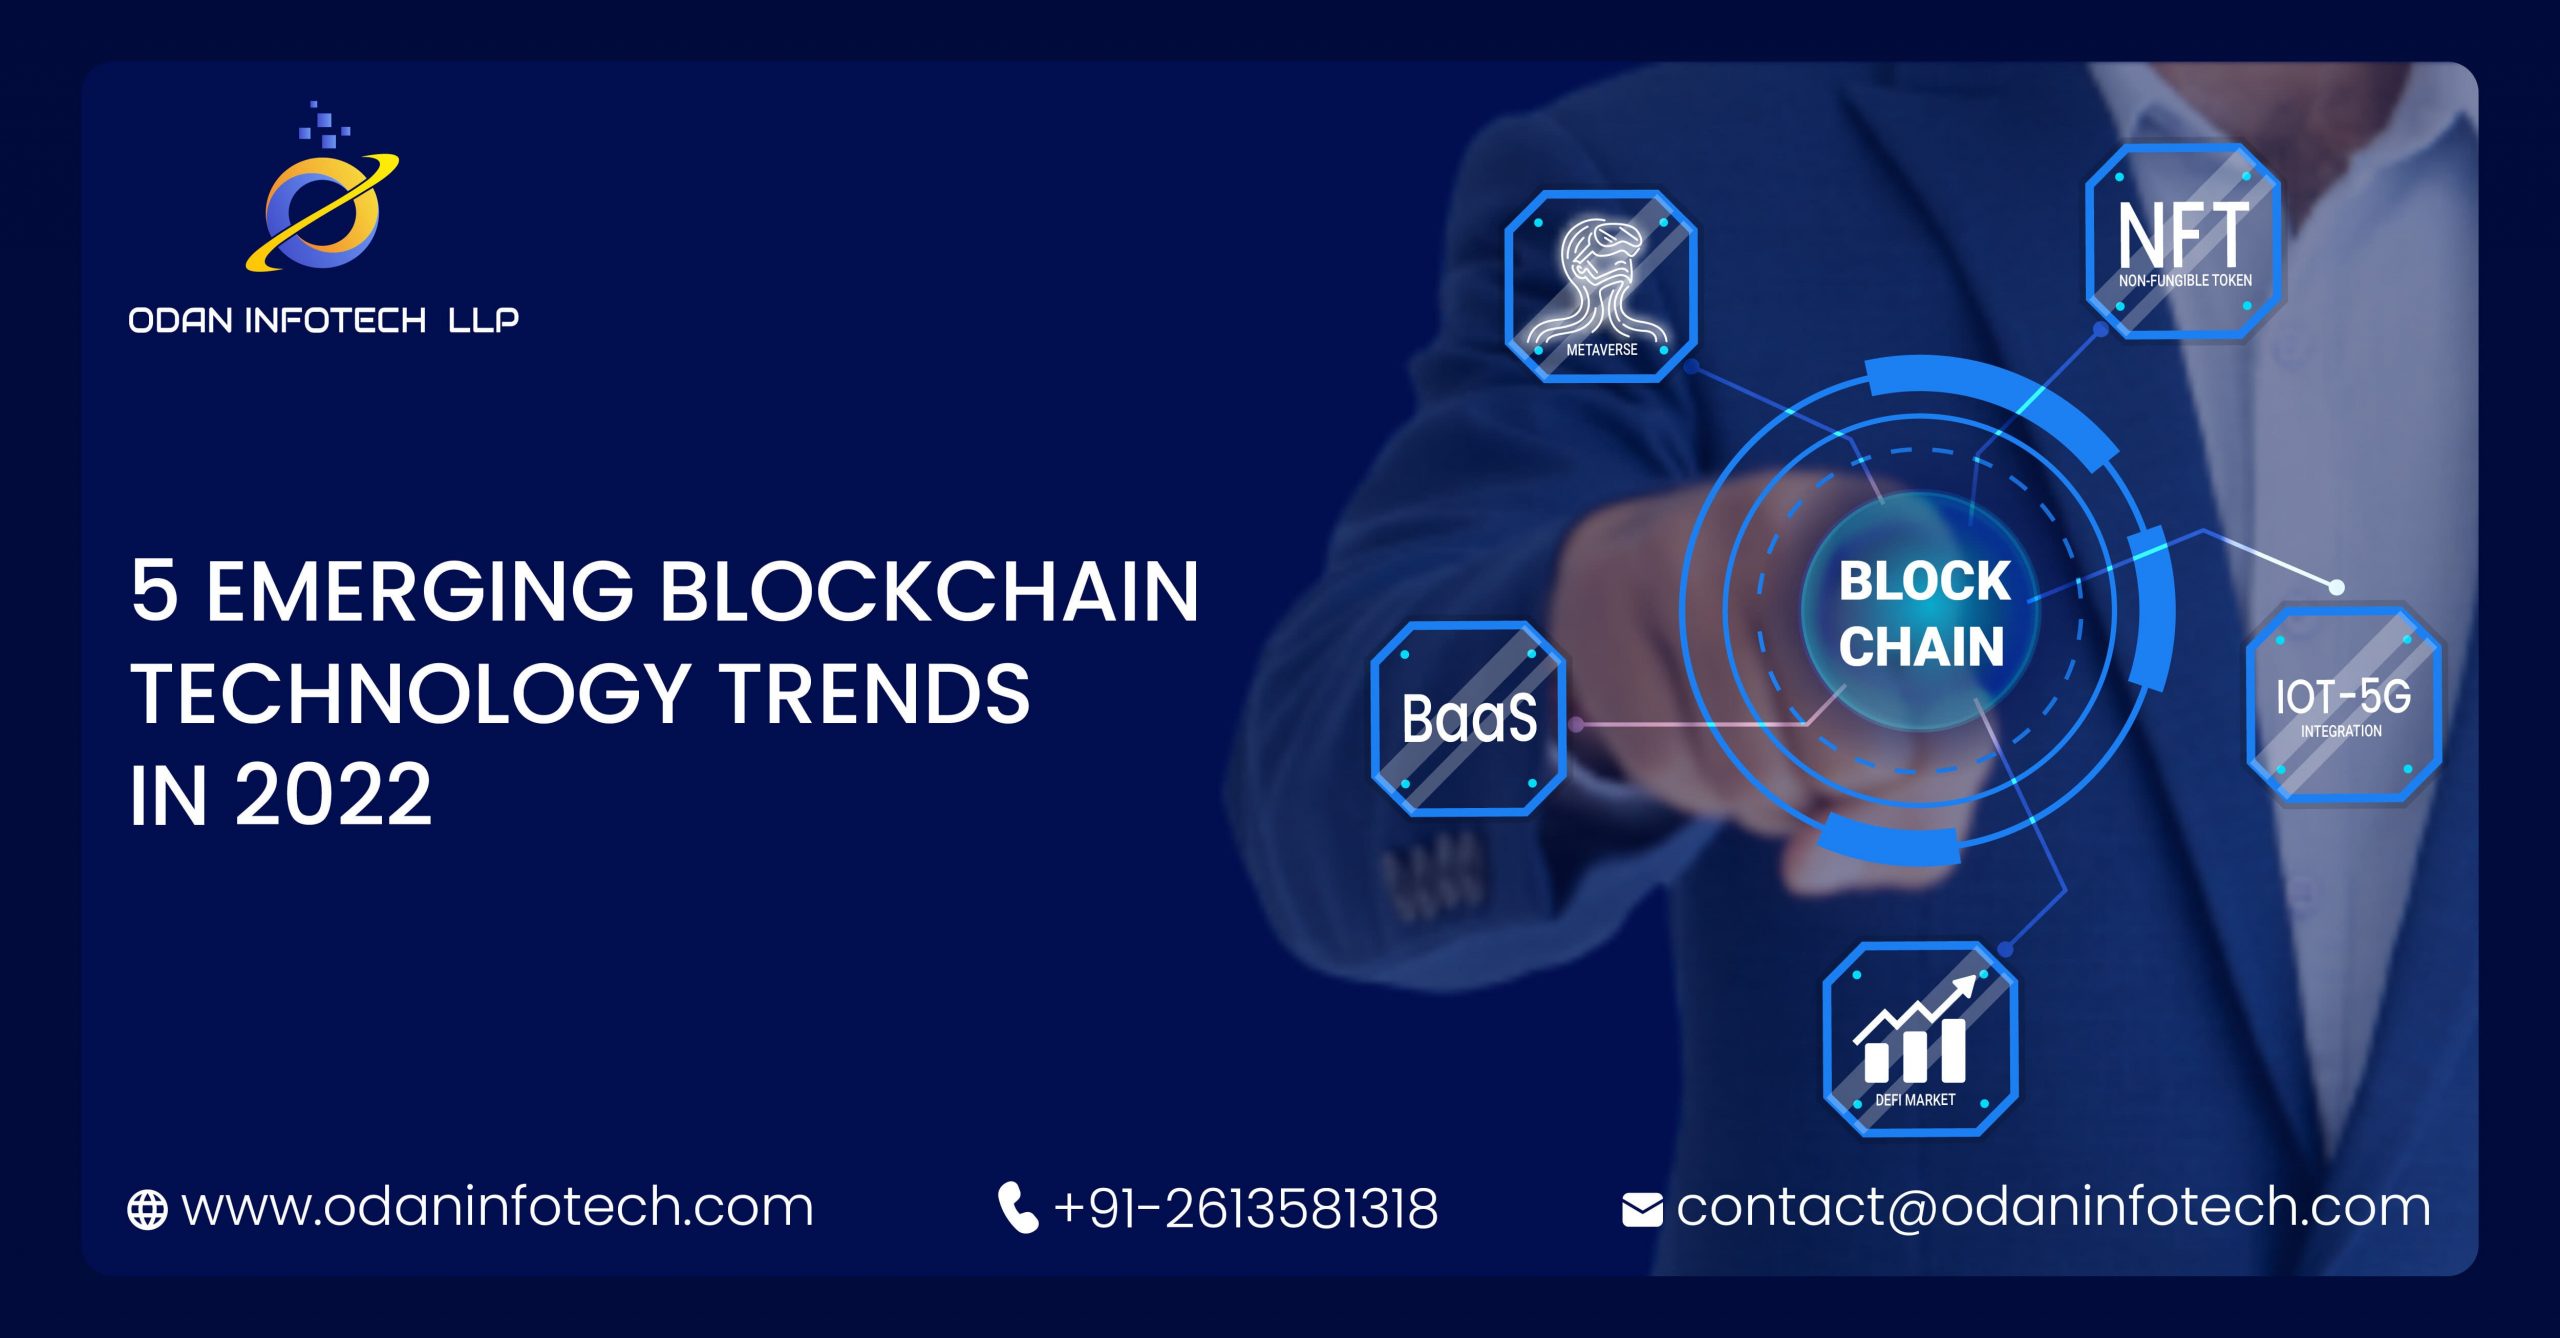 ODAN INFOTECH LLP
5 EMERGING BLOCKCHAIN
TECHNOLOGY TRENDS
IN 2022
METAVERSE
NFT
NON-FUNGIBLE TOKEN
BLOCK
CHAIN
BaaS
IOT-5G
INTEGRATION
DEFI MARKET
www.odaninfotech.com
+91-2613581318
contact@odaninfotech.com